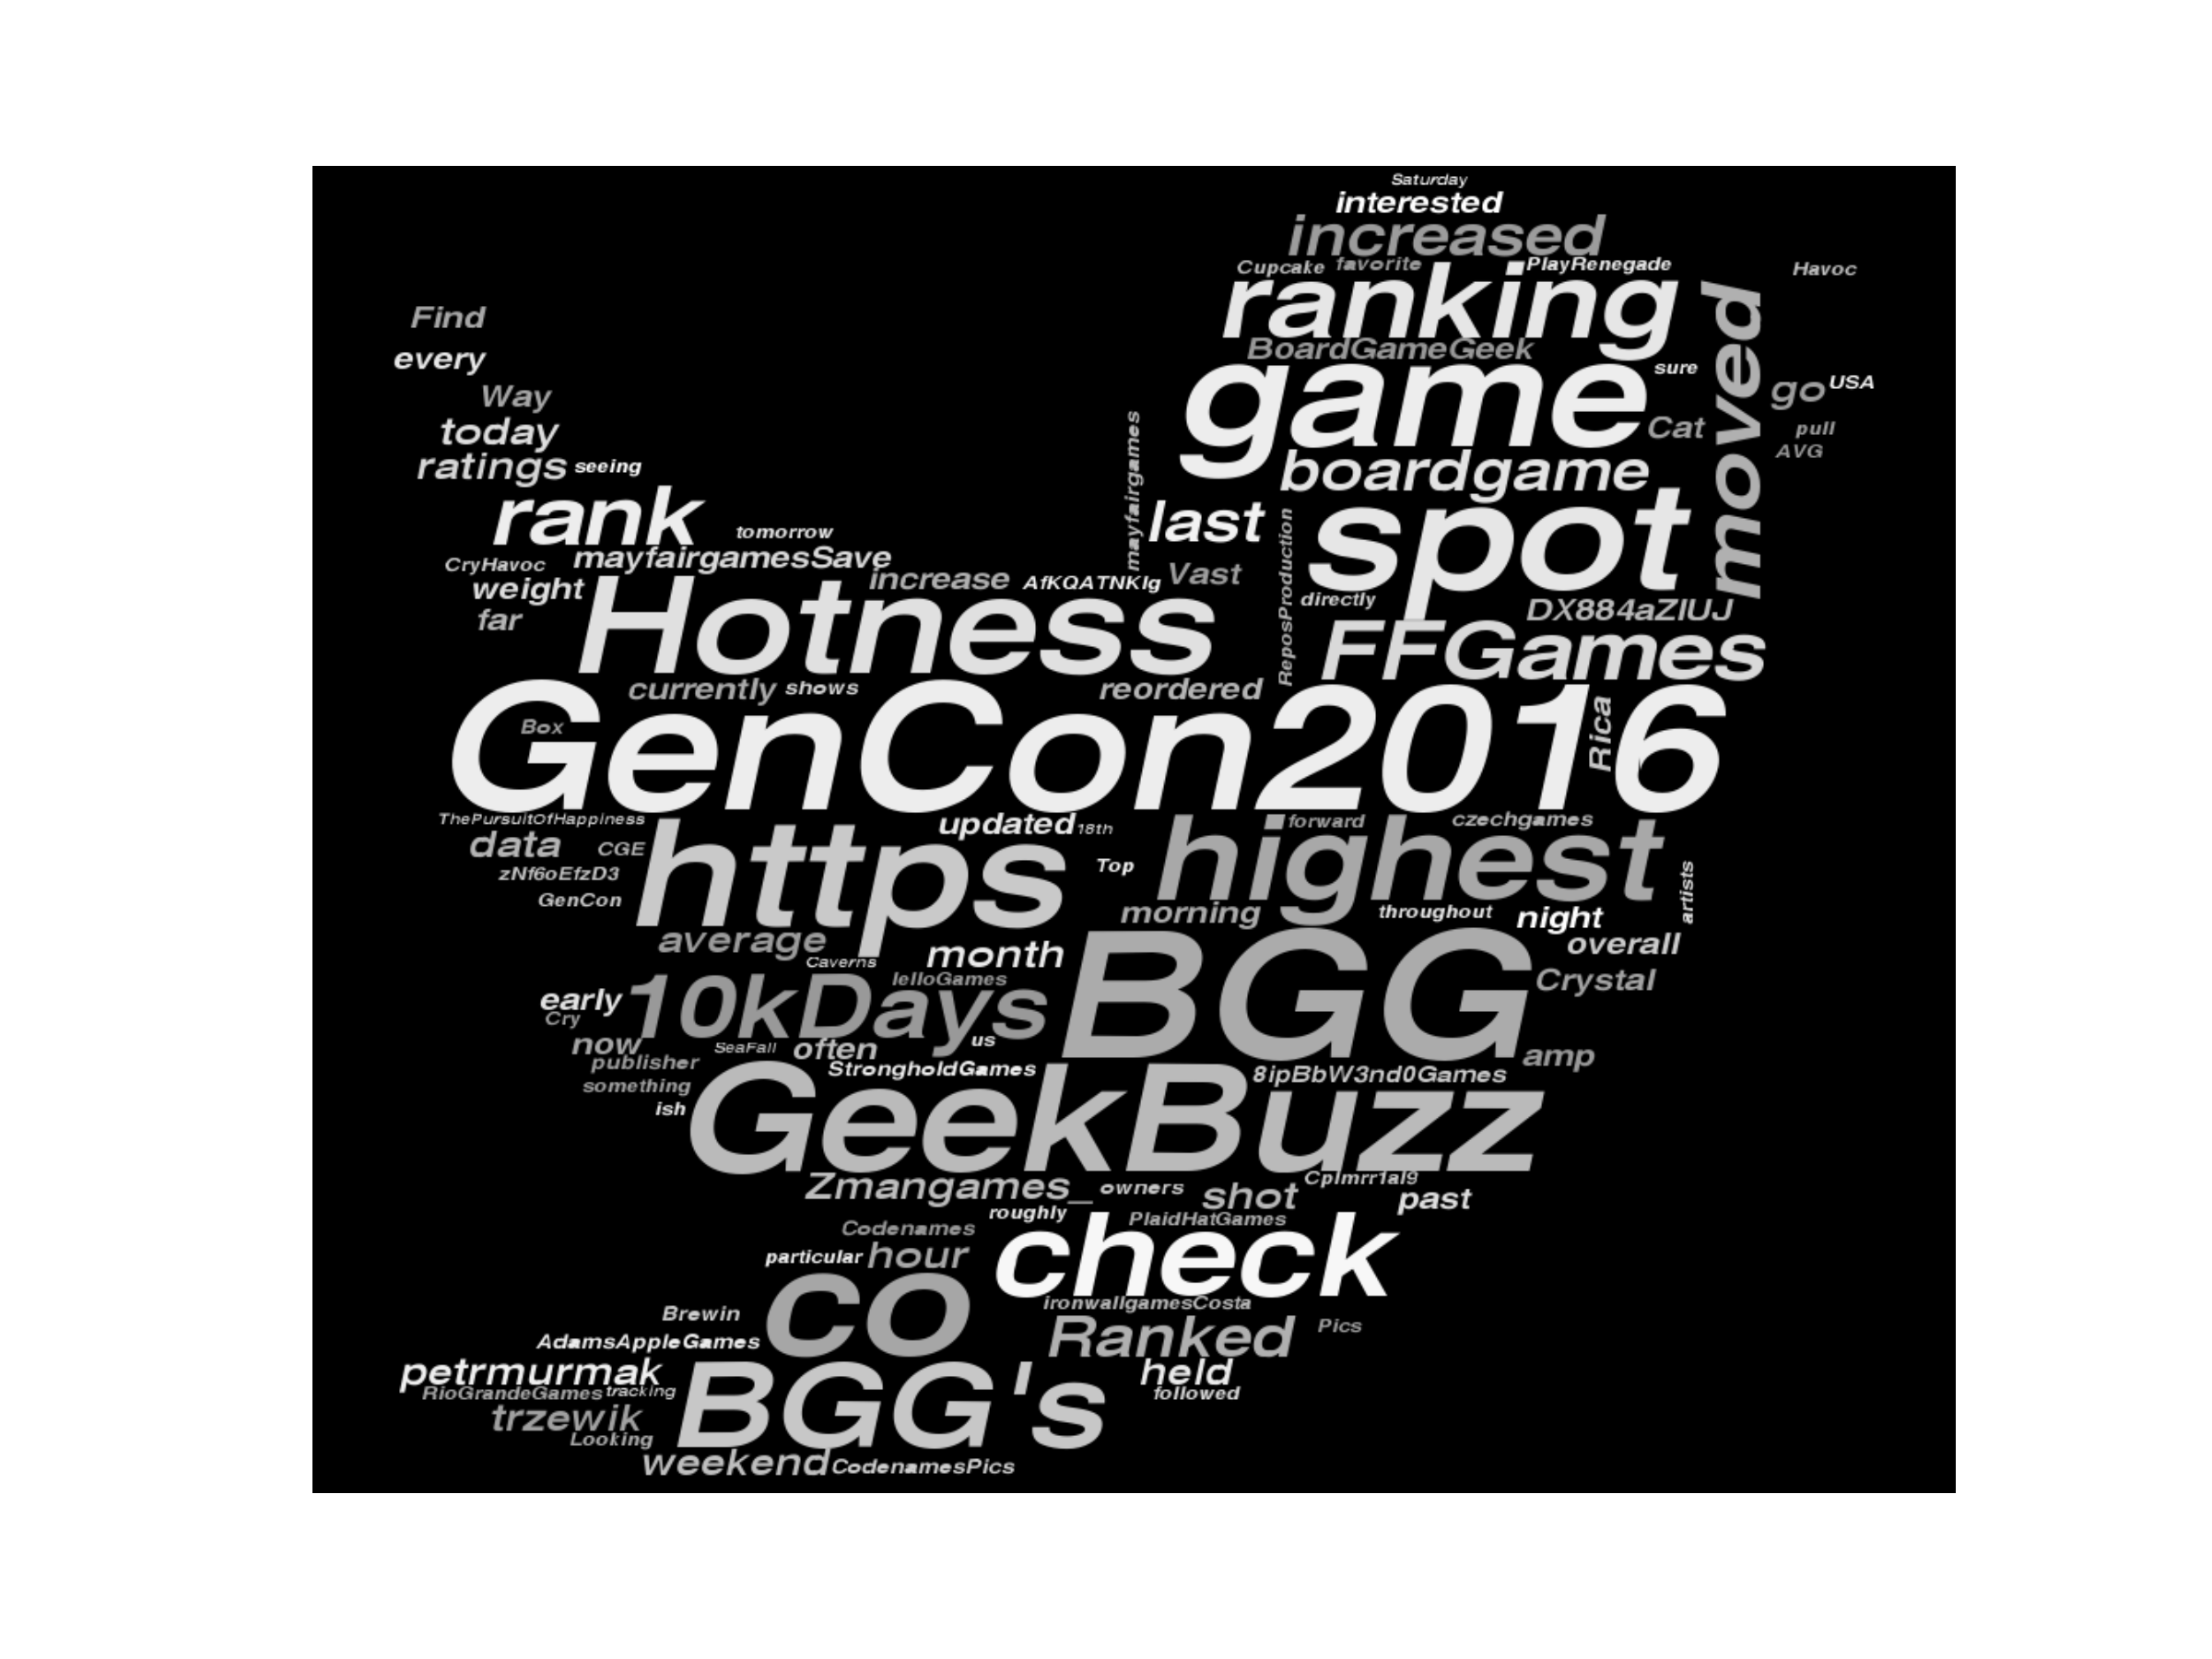 Saturday
interested
increased
Cupcake favorite PlayRenegade
Havoc
ranking
moved
Find
BoardGameGeek
every
game
sure
go USA
Way
Cat
pull
today
AVG
ratings seeing
boardgame
mayfairgames
rank
last
spot
tomorrow
ReposProduction
CryHavoc mayfairgamesSave
weight
increase AfKQATNKIg Vast
far
Hotness
directly
DX884aZlUJ
FFGames
currently shows
reordered
GenCon2016
Box
Rica
ThePursuitOfHappiness
updated 18th
forward
czechgames
data CGE
https
Top
highest
zNf6oEfzD3
artists
GenCon
morning
throughout night
average
month
overall
Caverns
BGG
IelloGames
Crystal
early 10kDays
Cry
now
SeaFall often us
publisher
amp
something
StrongholdGames
8ipBbW3nd0Games
ish
GeekBuzz
Zmangames_ owners shot Cplmrr1al9
past
roughly
PlaidHatGames
Codenames
check
particular hour
co
ironwallgamesCosta
Brewin
Ranked Pics
AdamsAppleGames
petrmurmak
held
RioGrandeGames tracking
followed
BGG's
trzewik
Looking
weekend CodenamesPics